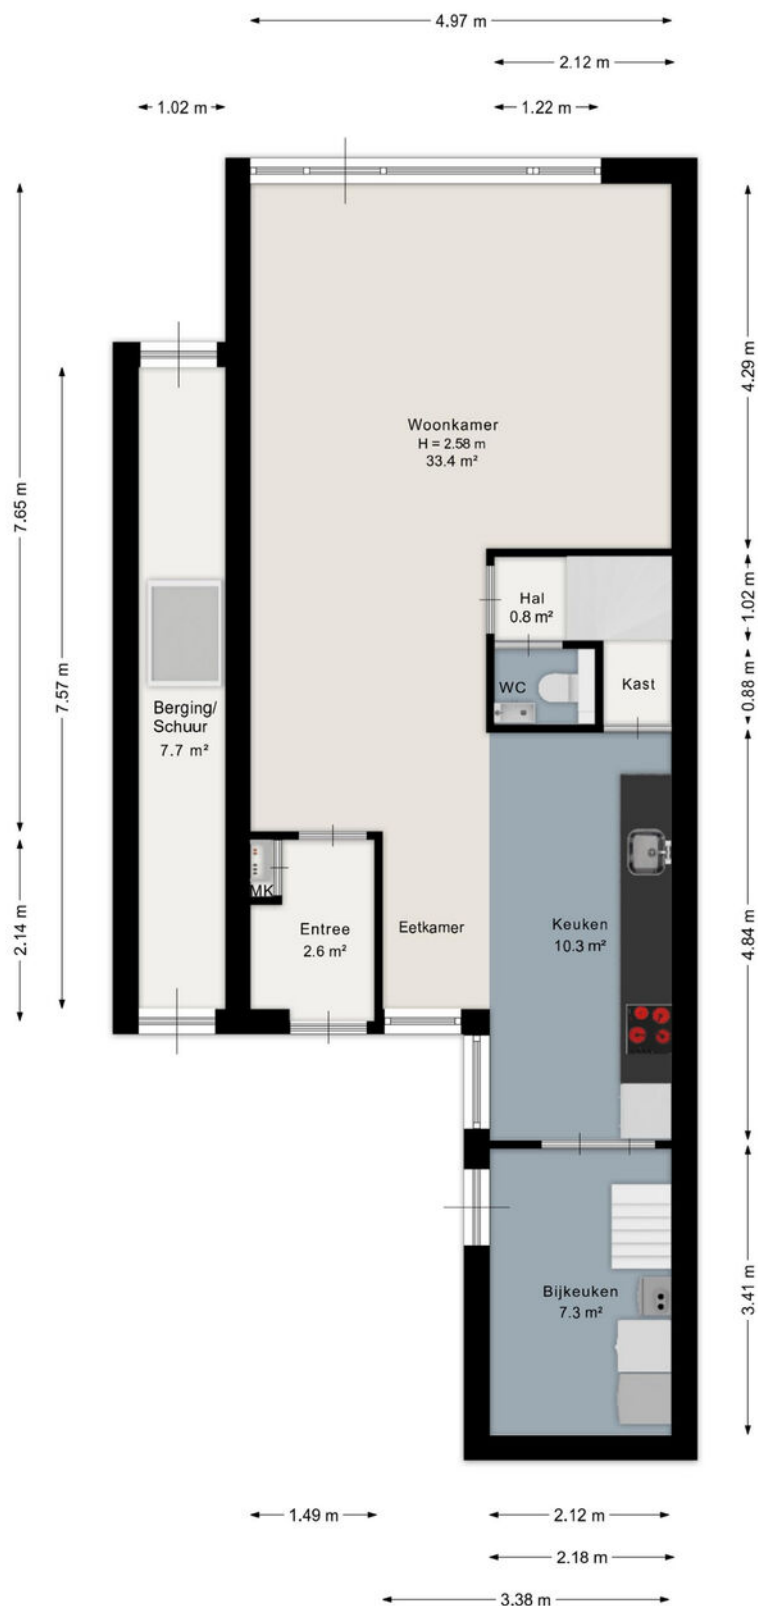 4.97 m
2.12 m
1.02 m
1.22 m
4.29 m
Woonkamer
H = 2.58 m
33.4 m²
7.65 m
Hal
0.8 m²
1.02 m
WC
Kast
0.88 m
7.57 m
Berging/
Schuur
7.7 m²
MK
Entree
2.6 m²
Eetkamer
Keuken
10.3 m²
2.14 m
4.84 m
Bijkeuken
7.3 m²
3.41 m
1.49 m
2.12 m
2.18 m
3.38 m